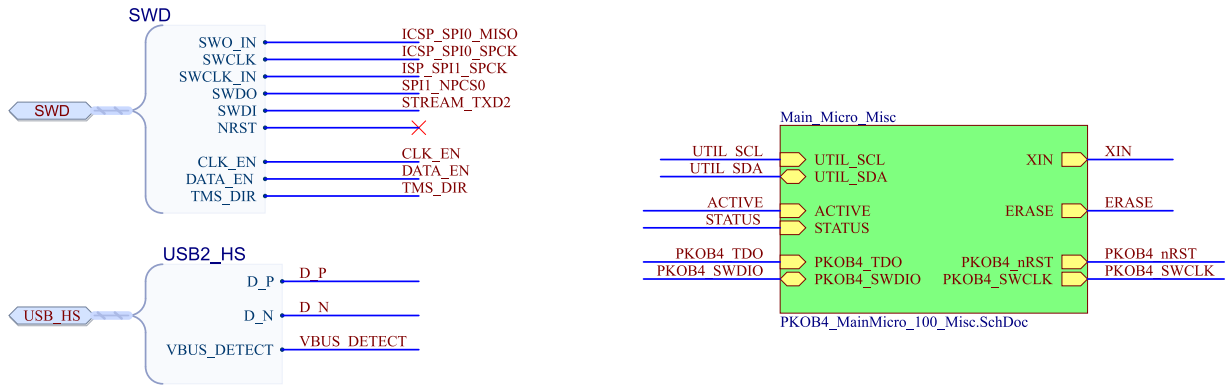 SWD
SWD
SWO_IN ICSP_SPI0_MISO
SWCLK ICSP_SPI0_SPCK
SWCLK_IN ISP_SPI1_SPCK
SWDO SPI1_NPCS0
SWDI STREAM_TXD2
NRST
CLK_EN CLK_EN
DATA_EN DATA_EN
TMS_DIR TMS_DIR
USB2_HS
USB_HS
D_P D_P
D_N D_N
VBUS_DETECT VBUS_DETECT
Main_Micro_Misc
UTIL_SCL UTIL_SCL XIN XIN
UTIL_SDA UTIL_SDA
ACTIVE ACTIVE ERASE ERASE
STATUS STATUS
PKOB4_TDO PKOB4_TDO PKOB4_nRST PKOB4_nRST
PKOB4_SWDIO PKOB4_SWDIO PKOB4_SWCLK PKOB4_SWCLK
PKOB4_MainMicro_100_Misc.SchDoc